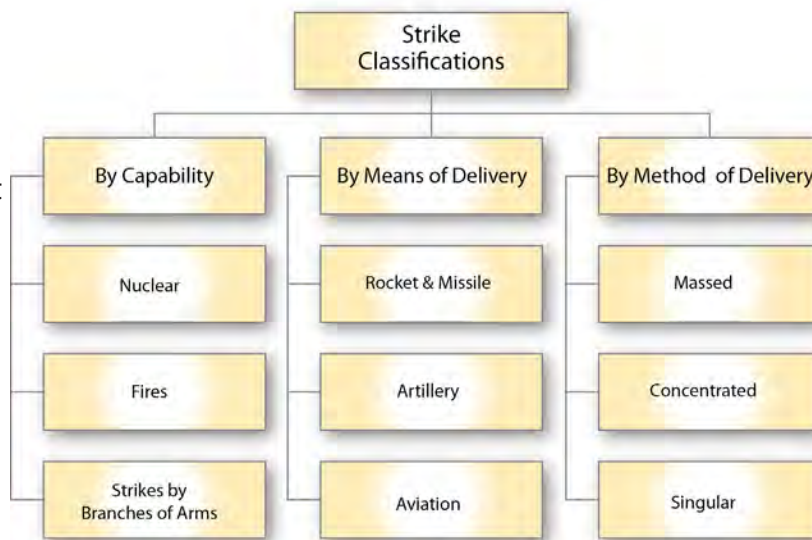 Strike
Classifications
By Capability
By Means of Delivery
By Method of Delivery
Nuclear
Rocket & Missile
Massed
Fires
Artillery
Concentrated
Strikes by
Branches of Arms
Aviation
Singular